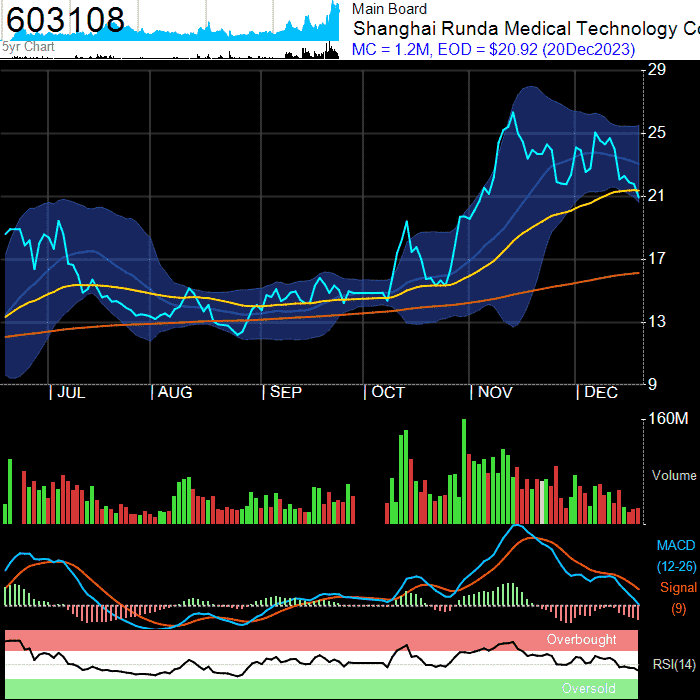 603108
5yr Chart
Main Board
Shanghai Runda Medical Technology Co
MC = 1.2M, EOD = $20.92 (20Dec2023)
29
25
21
17
13
9
JUL
AUG
SEP
OCT
NOV
DEC
160M
Volume
MACD
(12-26)
Signal
(9)
Overbought
RSI(14)
Oversold